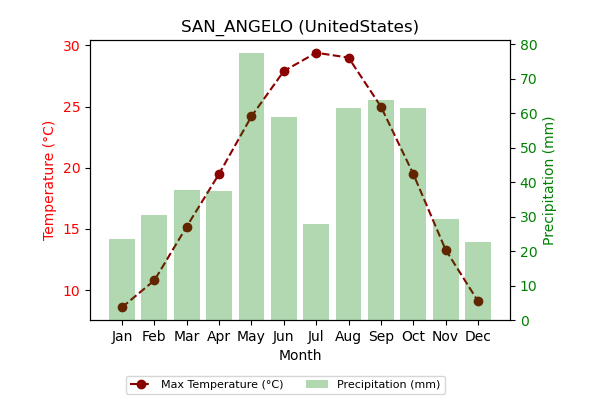 SAN_ANGELO (UnitedStates)
30
25
20
15
10
Temperature (°C)
80
70
60
50
40
30
20
10
0
Precipitation (mm)
Jan Feb Mar Apr May Jun Jul Aug Sep Oct Nov Dec
Month
Max Temperature (°C) Precipitation (mm)